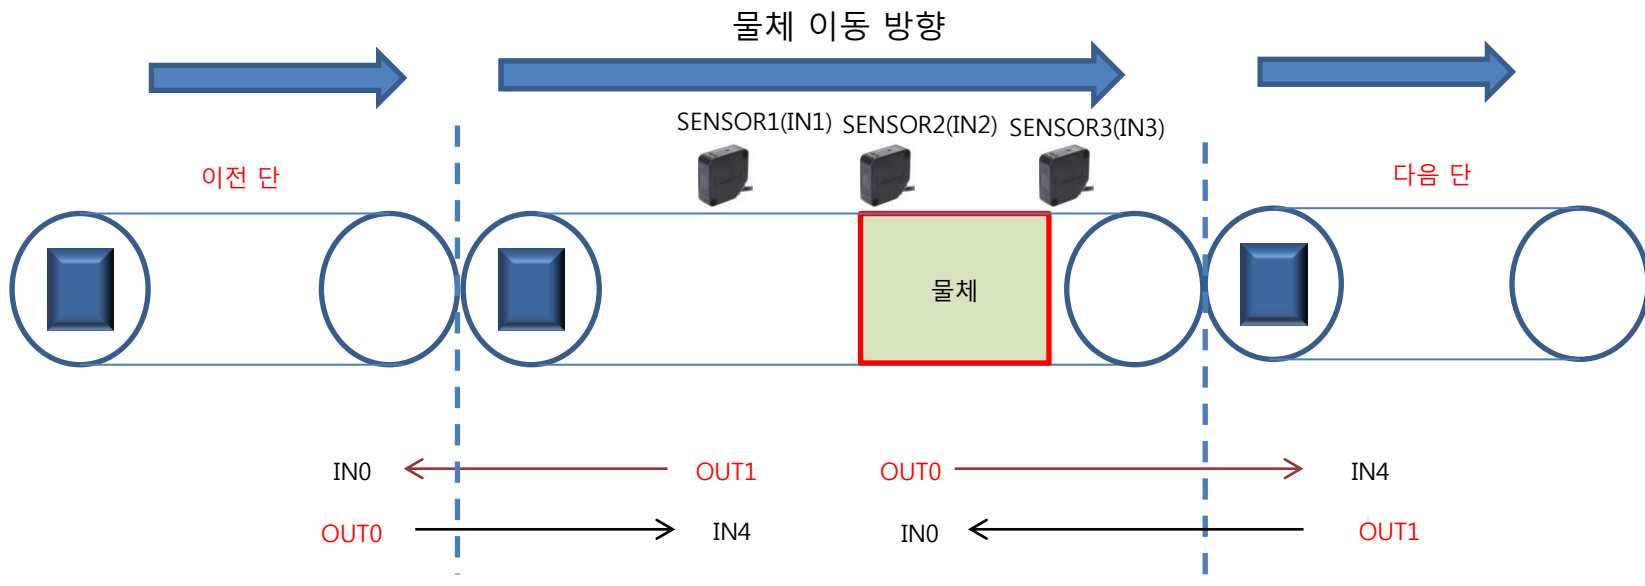 물체 이동 방향
SENSOR1(IN1) SENSOR2(IN2) SENSOR3(IN3)
이전 단
다음 단
물체
IN0 OUT1 OUT0 IN4
OUT0 IN4 IN0 OUT1